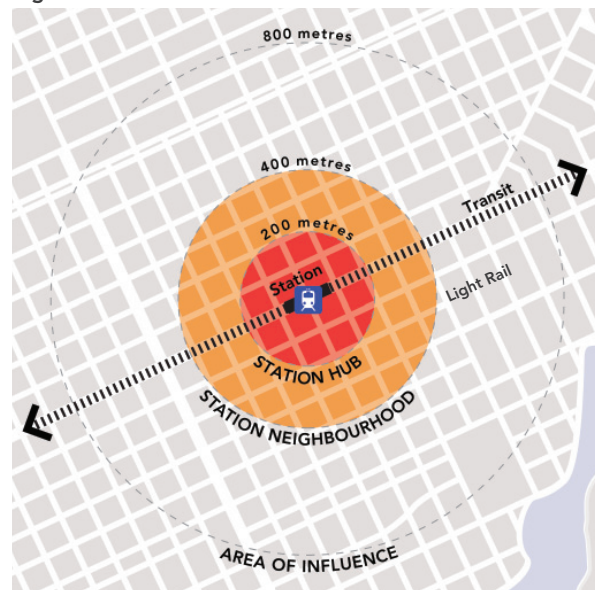 800 metres
400 metres
Transit
200 metres
Station
Light Rail
STATION HUB
STATION NEIGHBOURHOOD
AREA OF INFLUENCE